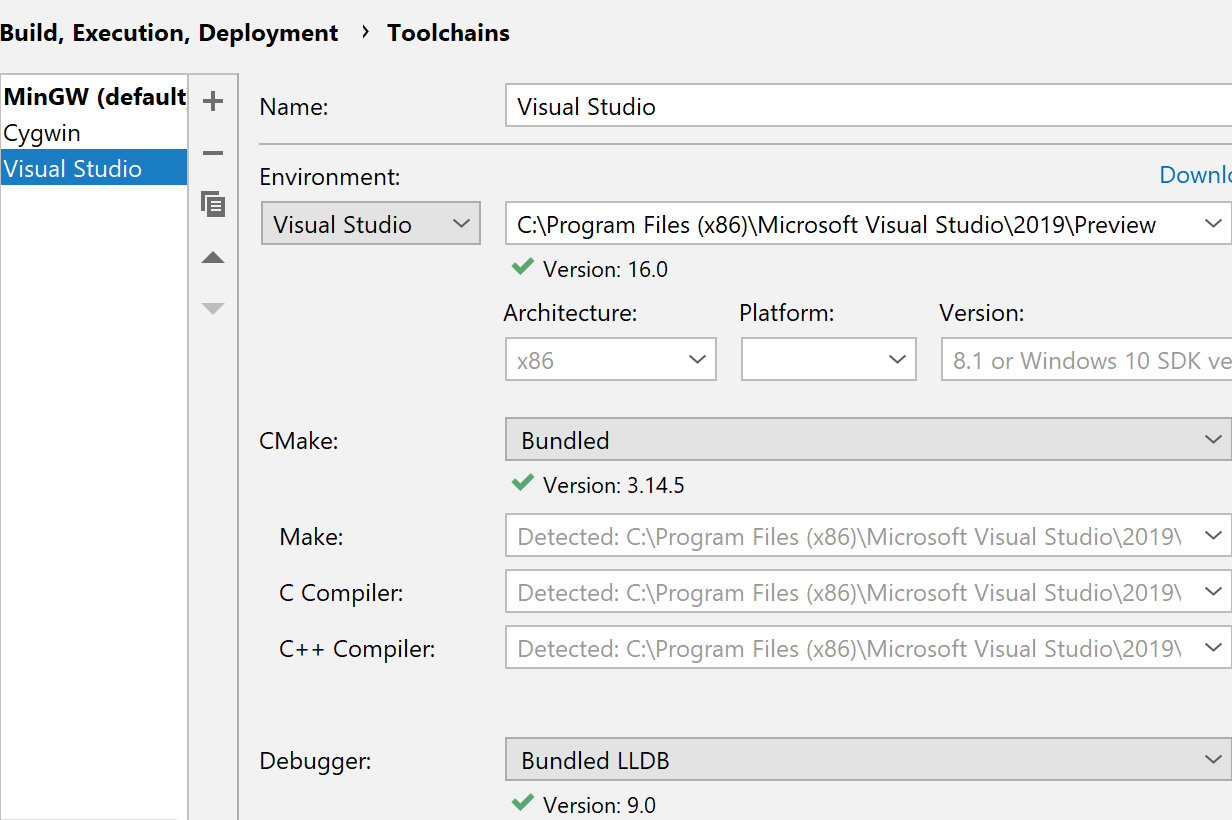 Build, Execution, Deployment › Toolchains
MinGW (default
Cygwin
Visual Studio
Name:
Visual Studio
Environment:
Downlo
Visual Studio
C:\Program Files (x86)\Microsoft Visual Studio\2019\Preview
Version: 16.0
Architecture:
Platform:
Version:
x86
8.1 or Windows 10 SDK ve
CMake:
Bundled
Version: 3.14.5
Make:
Detected: C:\Program Files (x86)\Microsoft Visual Studio\2019\
C Compiler:
Detected: C:\Program Files (x86)\Microsoft Visual Studio\2019\
C++ Compiler:
Detected: C:\Program Files (x86)\Microsoft Visual Studio\2019\
Debugger:
Bundled LLDB
Version: 9.0